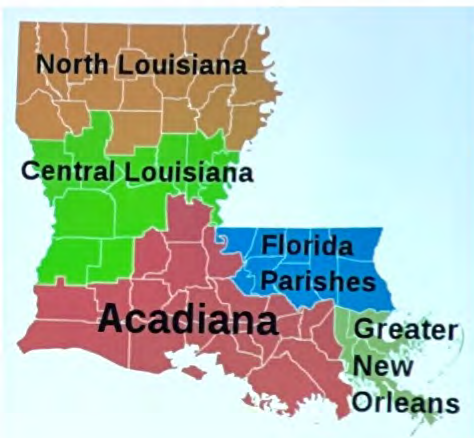 North Louisiana
Central Louisiana
Florida
Parishes
Acadiana
Greater
New
Orleans